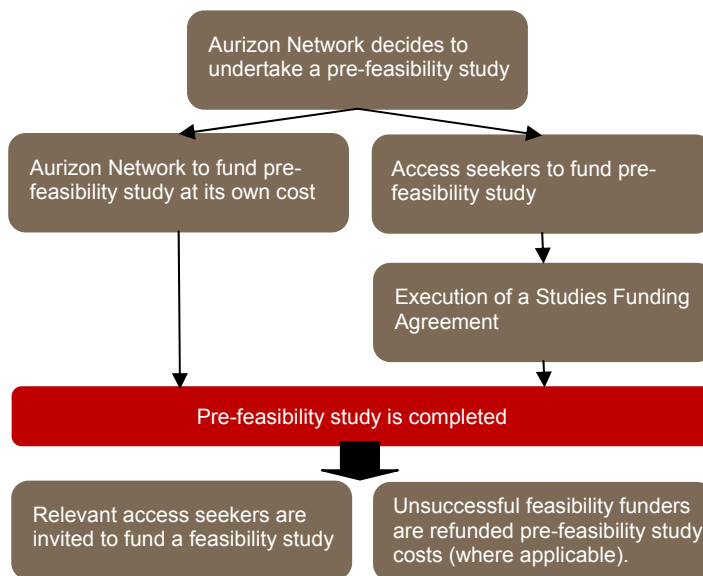 Aurizon Network decides to
undertake a pre-feasibility study
Aurizon Network to fund pre-
feasibility study at its own cost
Access seekers to fund pre-
feasibility study
Execution of a Studies Funding
Agreement
Pre-feasibility study is completed
Relevant access seekers are
invited to fund a feasibility study
Unsuccessful feasibility funders
are refunded pre-feasibility study
costs (where applicable).